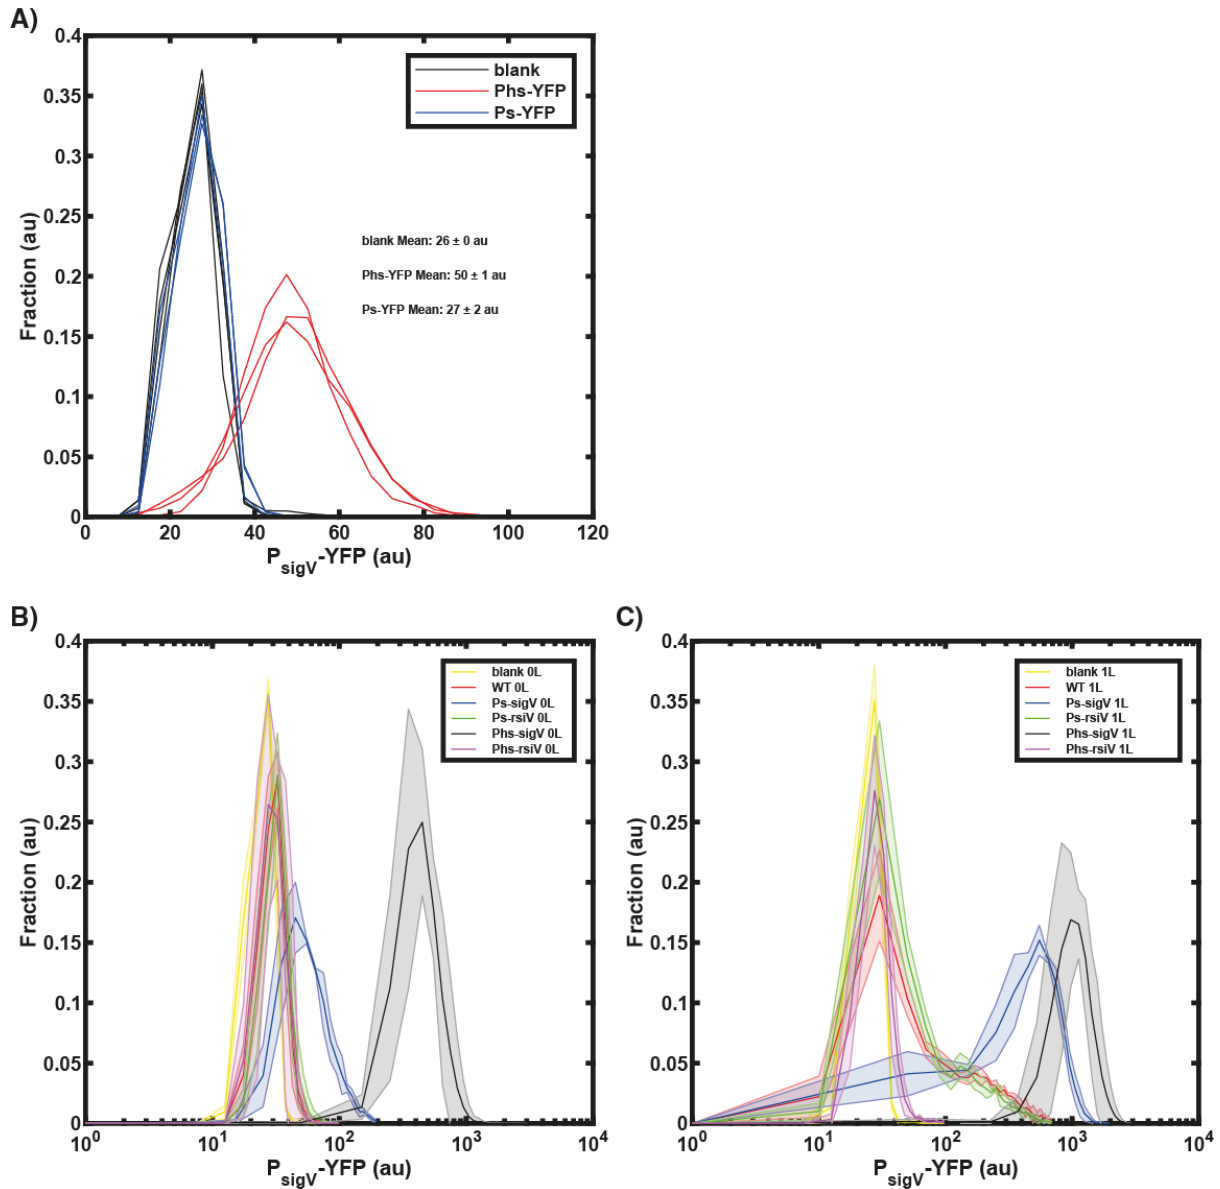 A)
0.4
0.35
0.3
0.25
0.2
0.15
0.1
0.05
0
Fraction (au)
blank
Phs-YFP
Ps-YFP
blank Mean: 26 ± 0 au
Phs-YFP Mean: 50 ± 1 au
Ps-YFP Mean: 27 ± 2 au
0 20 40 60 80 100 120
PsigV-YFP (au)
B)
0.4
0.35
0.3
0.25
0.2
0.15
0.1
0.05
0
Fraction (au)
blank 0L
WT 0L
Ps-sigV 0L
Ps-rsiV 0L
Phs-sigV 0L
Phs-rsiV 0L
10^0 10^1 10^2 10^3 10^4
PsigV-YFP (au)
C)
0.4
0.35
0.3
0.25
0.2
0.15
0.1
0.05
0
Fraction (au)
blank 1L
WT 1L
Ps-sigV 1L
Ps-rsiV 1L
Phs-sigV 1L
Phs-rsiV 1L
10^0 10^1 10^2 10^3 10^4
PsigV-YFP (au)